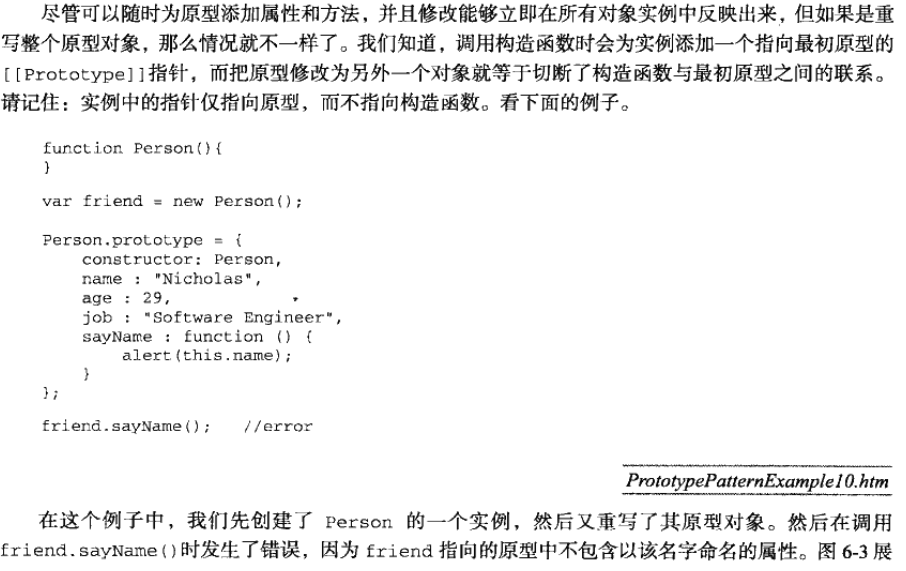 尽管可以随时为原型添加属性和方法，并且修改能够立即在所有对象实例中反映出来，但如果是重
写整个原型对象，那么情况就不一样了。我们知道，调用构造函数时会为实例添加一个指向最初原型的
[[Prototype]]指针，而把原型修改为另外一个对象就等于切断了构造函数与最初原型之间的联系。
请记住：实例中的指针仅指向原型，而不指向构造函数。看下面的例子。
function Person(){
}
var friend = new Person();
Person.prototype = {
constructor: Person,
name : "Nicholas",
age : 29,
job : "Software Engineer",
sayName : function () {
alert(this.name);
}
};
friend.sayName(); //error
PrototypePatternExample10.htm
在这个例子中，我们先创建了 Person 的一个实例，然后又重写了其原型对象。然后在调用
friend.sayName()时发生了错误，因为 friend 指向的原型中不包含以该名字命名的属性。图 6-3 展